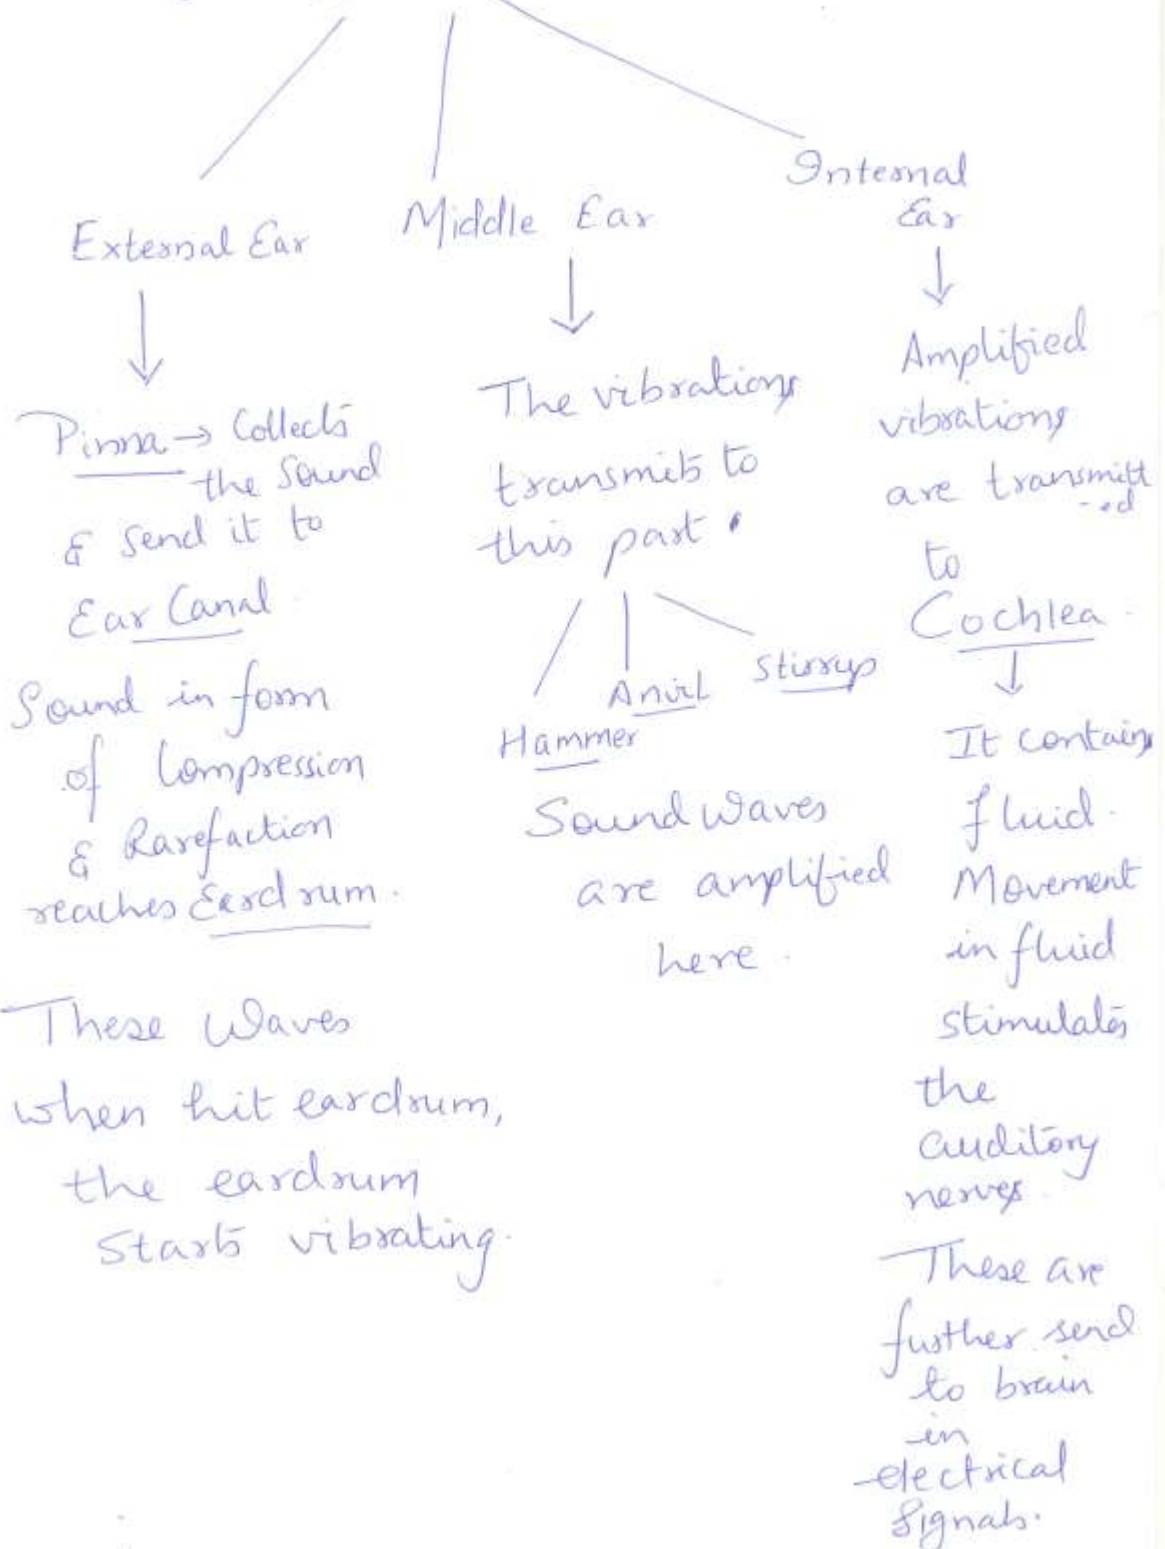 External Ear
Pinna → Collects
the Sound
& Send it to
Ear Canal.
Sound in form
of Compression
& Rarefaction
reaches Eardrum.
These Waves
when hit eardrum,
the eardrum
Starts vibrating.
Middle Ear
The vibrations
transmits to
this part.
Hammer
Anvil
Stirrup
Sound Waves
are amplified
here.
Internal
Ear
Amplified
vibrations
are transmitt
-ed
to
Cochlea.
It contains
fluid.
Movement
in fluid
stimulates
the
auditory
nerves.
These are
further send
to brain
in
electrical
Signals.